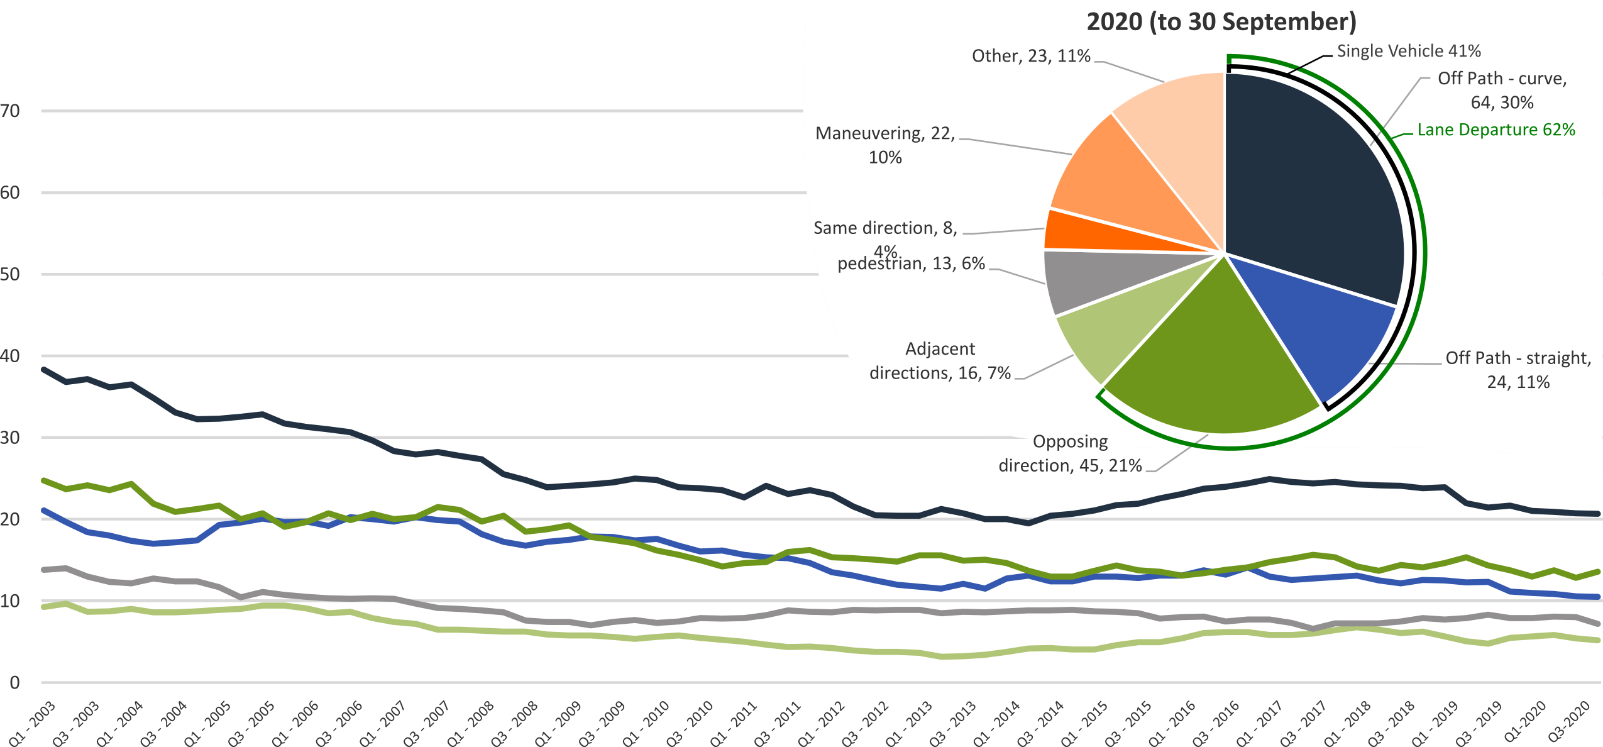 2020 (to 30 September)
Single Vehicle 41%
Off Path - curve,
64, 30%
Lane Departure 62%
Off Path - straight,
24, 11%
Opposing
direction, 45, 21%
Adjacent
directions, 16, 7%
pedestrian, 13, 6%
Same direction, 8,
4%
Maneuvering, 22,
10%
Other, 23, 11%
70
60
50
40
30
20
10
0
Q1 - 2003
Q3 - 2003
Q1 - 2004
Q3 - 2004
Q1 - 2005
Q3 - 2005
Q1 - 2006
Q3 - 2006
Q1 - 2007
Q3 - 2007
Q1 - 2008
Q3 - 2008
Q1 - 2009
Q3 - 2009
Q1 - 2010
Q3 - 2010
Q1 - 2011
Q3 - 2011
Q1 - 2012
Q3 - 2012
Q1 - 2013
Q3 - 2013
Q1 - 2014
Q3 - 2014
Q1 - 2015
Q3 - 2015
Q1 - 2016
Q3 - 2016
Q1 - 2017
Q3 - 2017
Q1 - 2018
Q3 - 2018
Q1 - 2019
Q3 - 2019
Q1-2020
Q3-2020